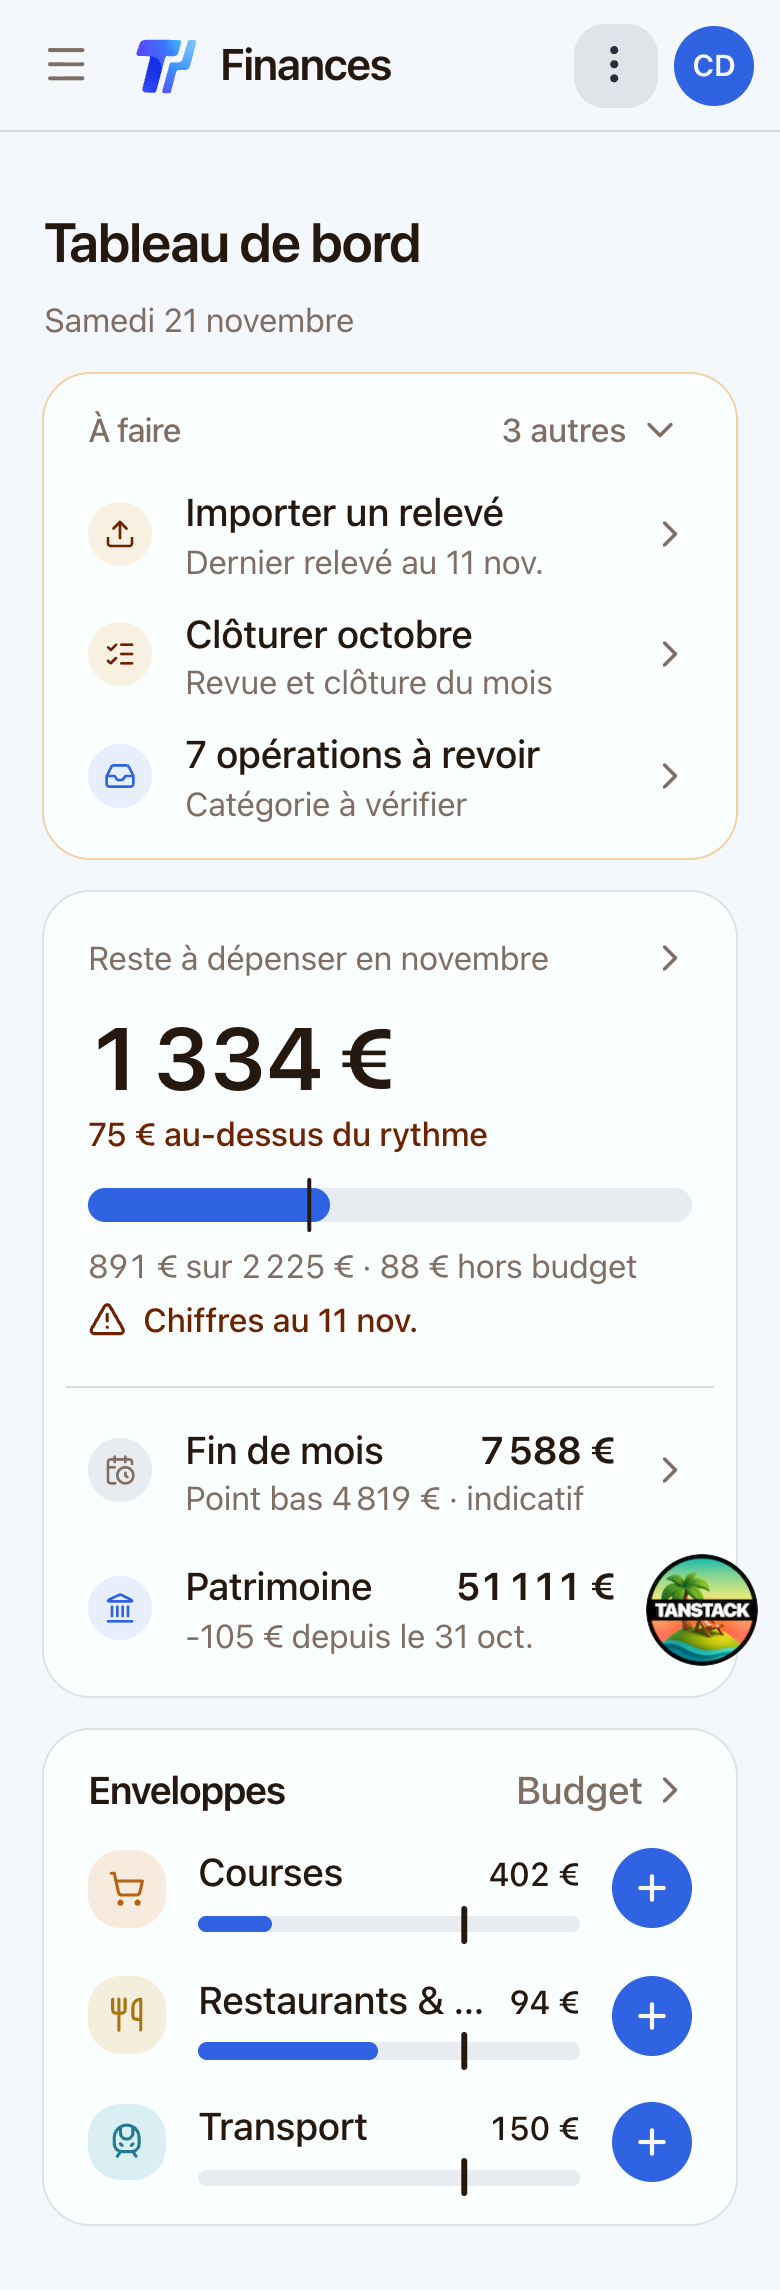 Finances
CD
Tableau de bord
Samedi 21 novembre
À faire
3 autres
Importer un relevé
Dernier relevé au 11 nov.
Clôturer octobre
Revue et clôture du mois
7 opérations à revoir
Catégorie à vérifier
Reste à dépenser en novembre
1 334 €
75 € au-dessus du rythme
891 € sur 2 225 € · 88 € hors budget
Chiffres au 11 nov.
Fin de mois 7 588 €
Point bas 4 819 € · indicatif
Patrimoine 51 111 €
-105 € depuis le 31 oct.
TANSTACK
Enveloppes
Budget
Courses 402 €
Restaurants & ... 94 €
Transport 150 €